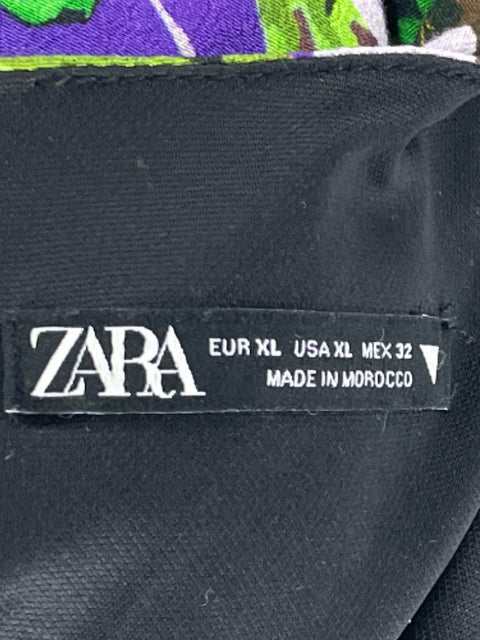 ZARA
EUR XL USA XL MEX 32
MADE IN MOROCCO